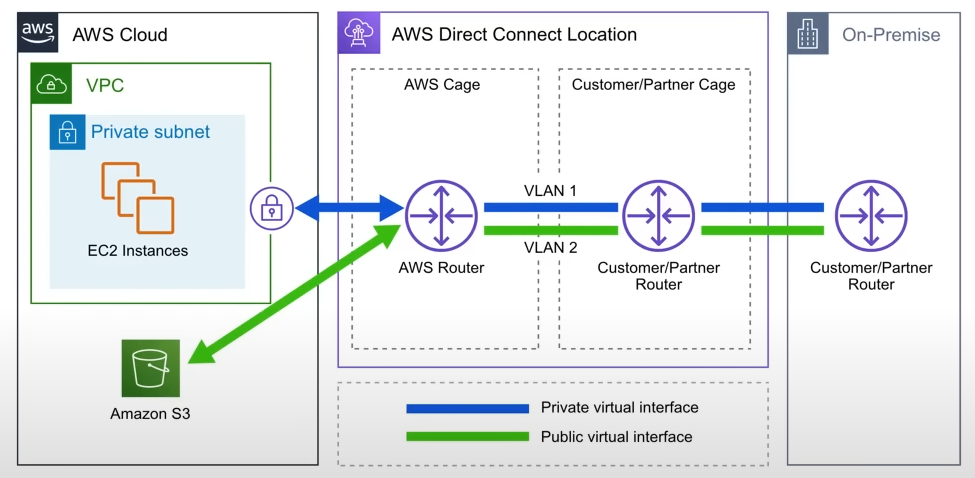 aws
AWS Cloud
VPC
Private subnet
EC2 Instances
Amazon S3
AWS Direct Connect Location
AWS Cage
Customer/Partner Cage
VLAN 1
VLAN 2
AWS Router
Customer/Partner
Router
On-Premise
Customer/Partner
Router
Private virtual interface
Public virtual interface